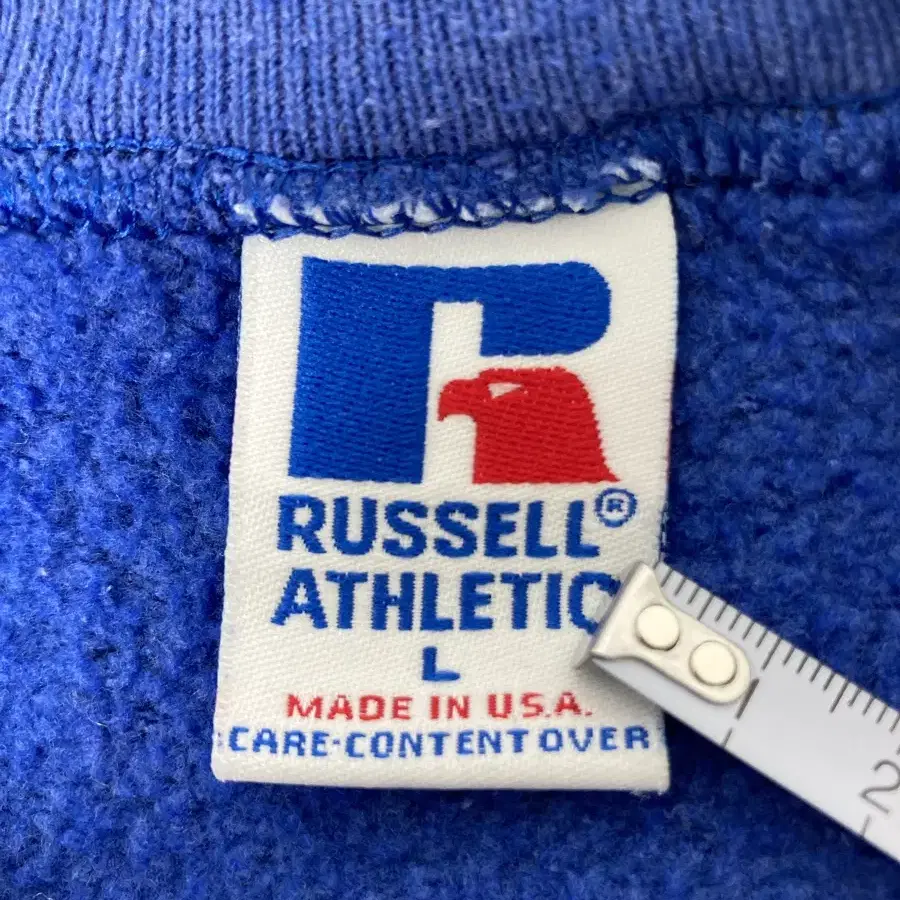 R
RUSSELL®
ATHLETIC
L
MADE IN U.S.A.
CARE-CONTENT OVER
2